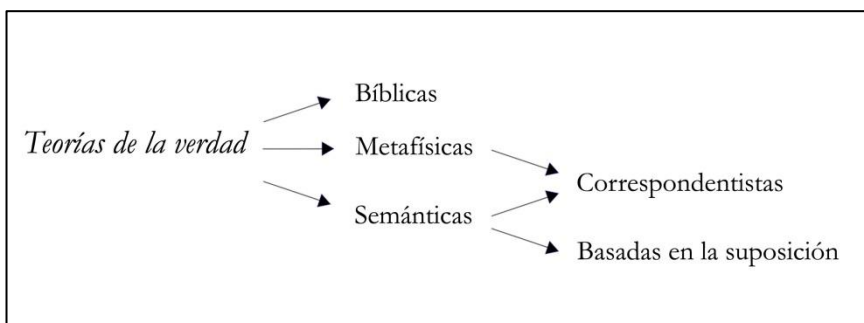 Bíblicas
Teorías de la verdad
Metafísicas
Correspondentistas
Semánticas
Basadas en la suposición